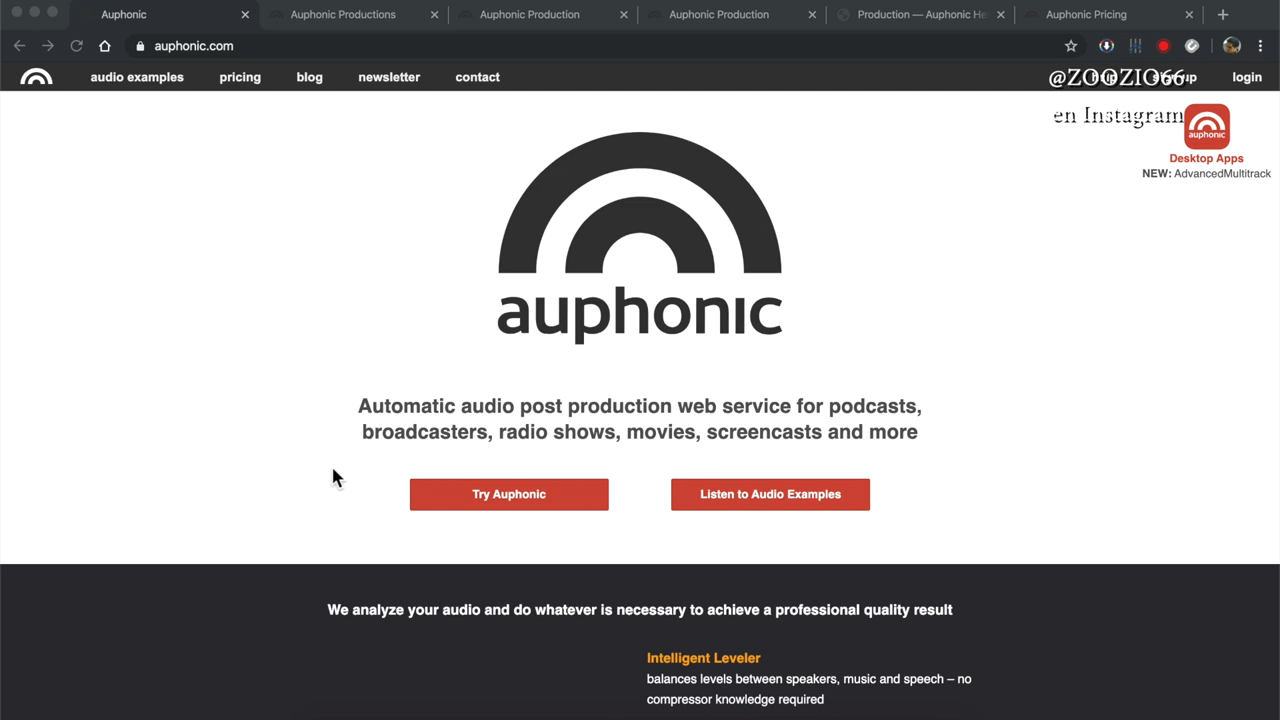 Auphonic
Auphonic Productions
Auphonic Production
Auphonic Production
Production — Auphonic He
Auphonic Pricing
auphonic.com
audio examples
pricing
blog
newsletter
contact
@ZOOZIO66
login
en Instagram
auphonic
Desktop Apps
NEW: AdvancedMultitrack
auphonic
Automatic audio post production web service for podcasts,
broadcasters, radio shows, movies, screencasts and more
Try Auphonic
Listen to Audio Examples
We analyze your audio and do whatever is necessary to achieve a professional quality result
Intelligent Leveler
balances levels between speakers, music and speech – no
compressor knowledge required